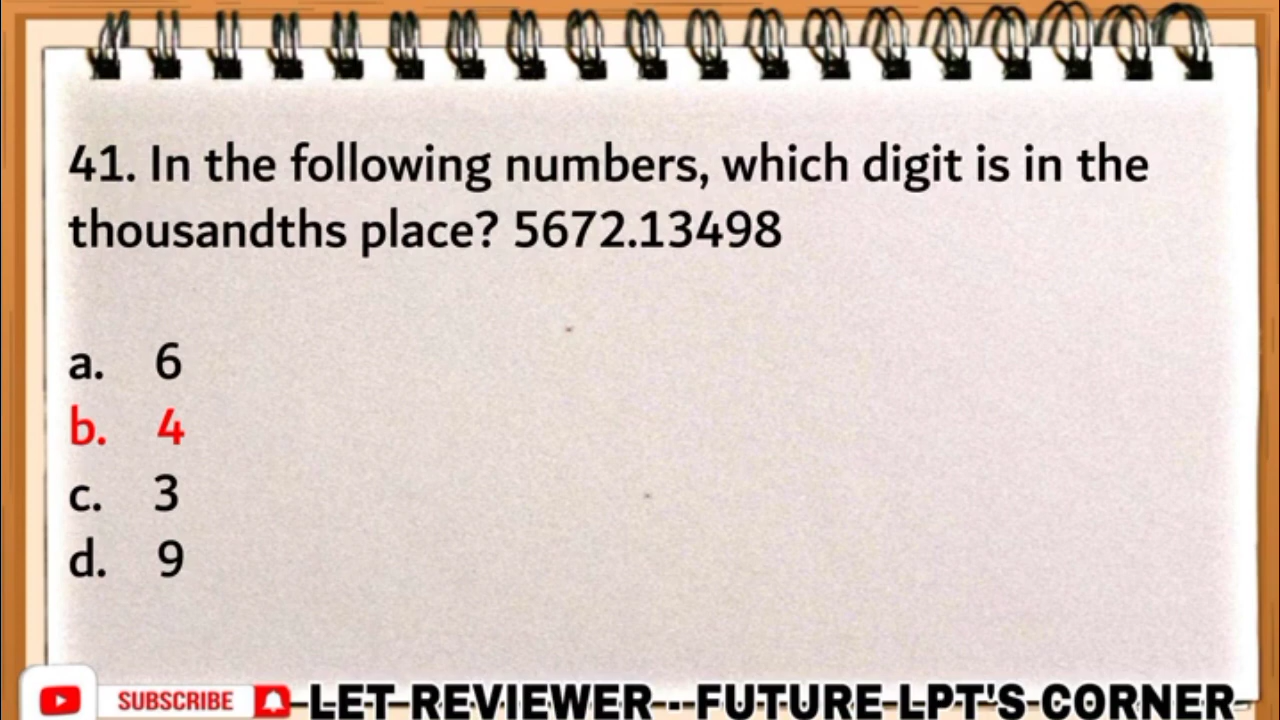 41. In the following numbers, which digit is in the
thousandths place? 5672.13498
a. 6
b. 4
c. 3
d. 9
SUBSCRIBE
LET REVIEWER - FUTURE LPT'S CORNER